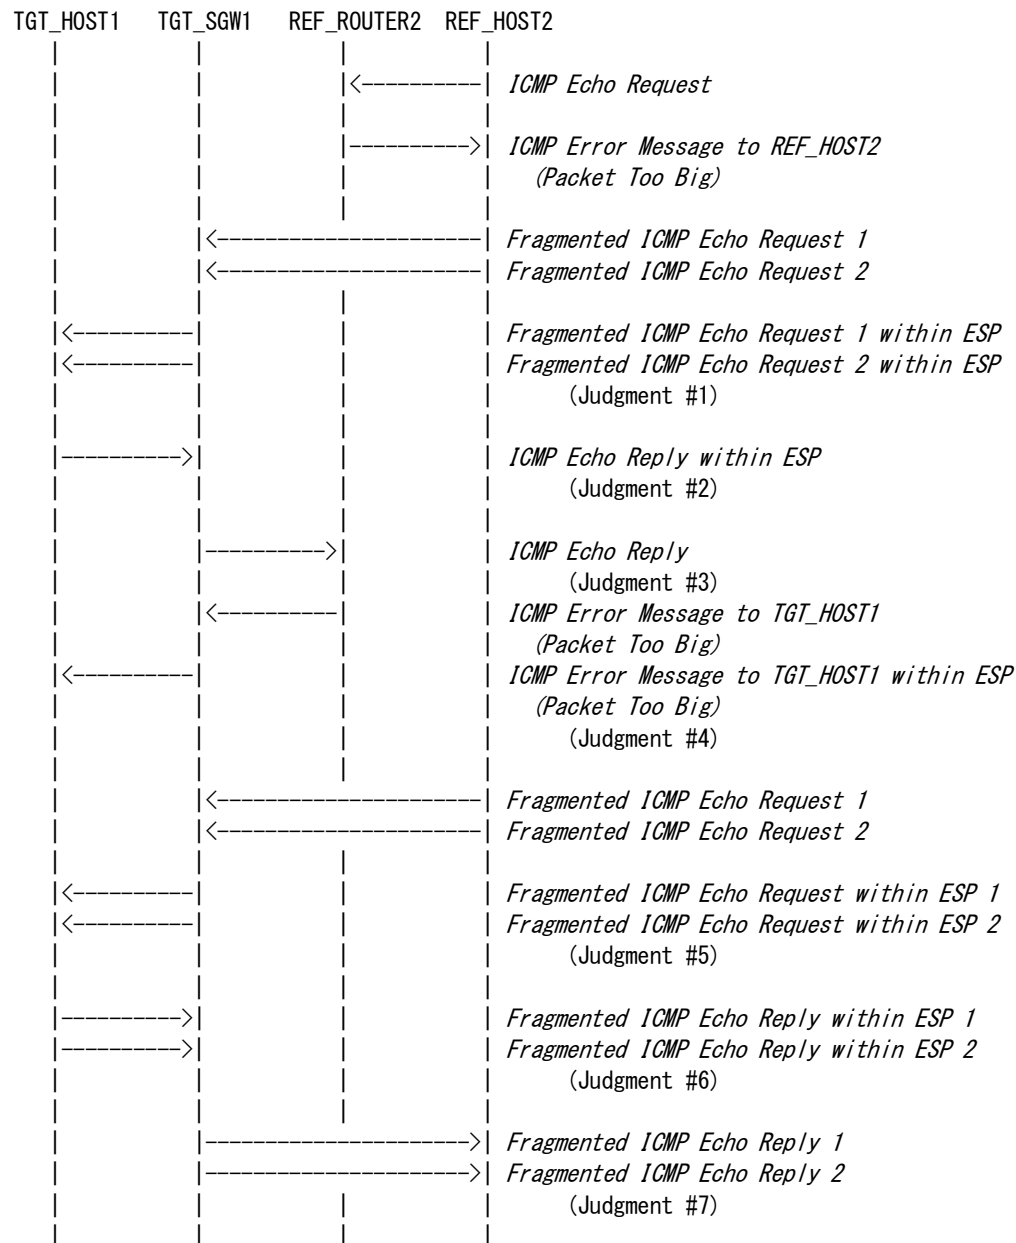 TGT_HOST1 TGT_SGW1 REF_ROUTER2 REF_HOST2
ICMP Echo Request
ICMP Error Message to REF_HOST2
(Packet Too Big)
Fragmented ICMP Echo Request 1
Fragmented ICMP Echo Request 2
Fragmented ICMP Echo Request 1 within ESP
Fragmented ICMP Echo Request 2 within ESP
(Judgment #1)
ICMP Echo Reply within ESP
(Judgment #2)
ICMP Echo Reply
(Judgment #3)
ICMP Error Message to TGT_HOST1
(Packet Too Big)
ICMP Error Message to TGT_HOST1 within ESP
(Packet Too Big)
(Judgment #4)
Fragmented ICMP Echo Request 1
Fragmented ICMP Echo Request 2
Fragmented ICMP Echo Request within ESP 1
Fragmented ICMP Echo Request within ESP 2
(Judgment #5)
Fragmented ICMP Echo Reply within ESP 1
Fragmented ICMP Echo Reply within ESP 2
(Judgment #6)
Fragmented ICMP Echo Reply 1
Fragmented ICMP Echo Reply 2
(Judgment #7)